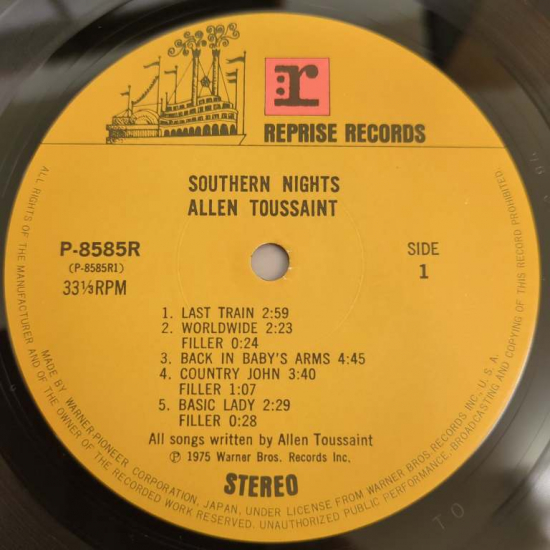 r
REPRISE RECORDS
SOUTHERN NIGHTS
ALLEN TOUSSAINT
P-8585R
(P-8585R1)
33⅓RPM
SIDE
1
1. LAST TRAIN 2:59
2. WORLDWIDE 2:23
FILLER 0:24
3. BACK IN BABY'S ARMS 4:45
4. COUNTRY JOHN 3:40
FILLER 1:07
5. BASIC LADY 2:29
FILLER 0:28
All songs written by Allen Toussaint
Ⓟ 1975 Warner Bros. Records Inc.
STEREO
ALL RIGHTS OF THE MANUFACTURER AND OF THE OWNER OF THE RECORDED WORK RESERVED. UNAUTHORIZED PUBLIC PERFORMANCE, BROADCASTING AND COPYING OF THIS RECORD PROHIBITED.
MADE BY WARNER-PIONEER CORPORATION, JAPAN, UNDER LICENSE FROM WARNER BROS. RECORDS INC., U.S.A.